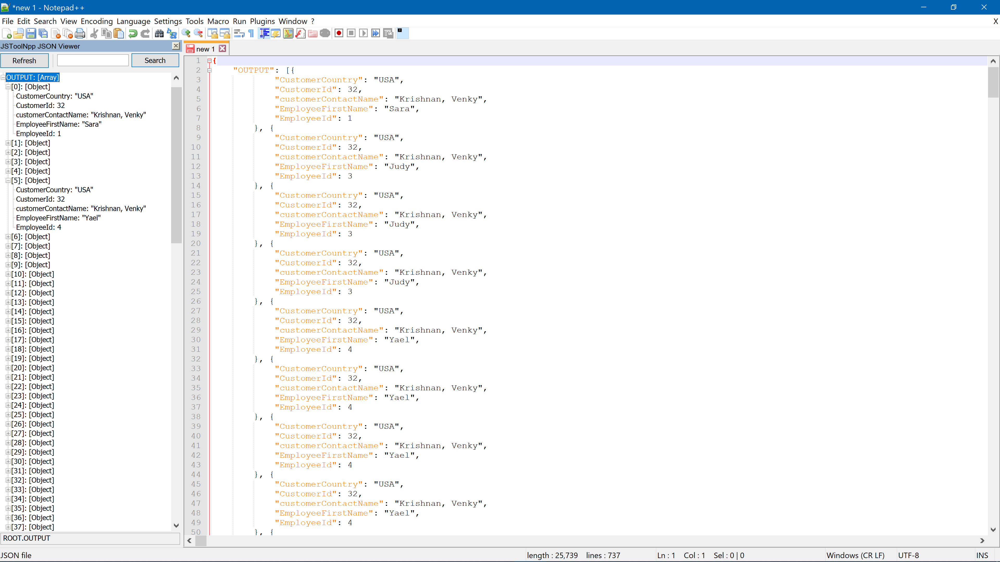 *new 1 - Notepad++
File Edit Search View Encoding Language Settings Tools Macro Run Plugins Window ? X
JSToolNpp JSON Viewer
Refresh Search
OUTPUT: [Array]
[0]: [Object]
CustomerCountry: "USA"
CustomerId: 32
customerContactName: "Krishnan, Venky"
EmployeeFirstName: "Sara"
EmployeeId: 1
[1]: [Object]
[2]: [Object]
[3]: [Object]
[4]: [Object]
[5]: [Object]
CustomerCountry: "USA"
CustomerId: 32
customerContactName: "Krishnan, Venky"
EmployeeFirstName: "Yael"
EmployeeId: 4
[6]: [Object]
[7]: [Object]
[8]: [Object]
[9]: [Object]
[10]: [Object]
[11]: [Object]
[12]: [Object]
[13]: [Object]
[14]: [Object]
[15]: [Object]
[16]: [Object]
[17]: [Object]
[18]: [Object]
[19]: [Object]
[20]: [Object]
[21]: [Object]
[22]: [Object]
[23]: [Object]
[24]: [Object]
[25]: [Object]
[26]: [Object]
[27]: [Object]
[28]: [Object]
[29]: [Object]
[30]: [Object]
[31]: [Object]
[32]: [Object]
[33]: [Object]
[34]: [Object]
[35]: [Object]
[36]: [Object]
[37]: [Object]
ROOT.OUTPUT
new 1
1 {
2 "OUTPUT": [{
3 "CustomerCountry": "USA",
4 "CustomerId": 32,
5 "customerContactName": "Krishnan, Venky",
6 "EmployeeFirstName": "Sara",
7 "EmployeeId": 1
8 }, {
9 "CustomerCountry": "USA",
10 "CustomerId": 32,
11 "customerContactName": "Krishnan, Venky",
12 "EmployeeFirstName": "Judy",
13 "EmployeeId": 3
14 }, {
15 "CustomerCountry": "USA",
16 "CustomerId": 32,
17 "customerContactName": "Krishnan, Venky",
18 "EmployeeFirstName": "Judy",
19 "EmployeeId": 3
20 }, {
21 "CustomerCountry": "USA",
22 "CustomerId": 32,
23 "customerContactName": "Krishnan, Venky",
24 "EmployeeFirstName": "Judy",
25 "EmployeeId": 3
26 }, {
27 "CustomerCountry": "USA",
28 "CustomerId": 32,
29 "customerContactName": "Krishnan, Venky",
30 "EmployeeFirstName": "Yael",
31 "EmployeeId": 4
32 }, {
33 "CustomerCountry": "USA",
34 "CustomerId": 32,
35 "customerContactName": "Krishnan, Venky",
36 "EmployeeFirstName": "Yael",
37 "EmployeeId": 4
38 }, {
39 "CustomerCountry": "USA",
40 "CustomerId": 32,
41 "customerContactName": "Krishnan, Venky",
42 "EmployeeFirstName": "Yael",
43 "EmployeeId": 4
44 }, {
45 "CustomerCountry": "USA",
46 "CustomerId": 32,
47 "customerContactName": "Krishnan, Venky",
48 "EmployeeFirstName": "Yael",
49 "EmployeeId": 4
50 }, {
JSON file length : 25,739 lines : 737 Ln : 1 Col : 1 Sel : 0 | 0 Windows (CR LF) UTF-8 INS